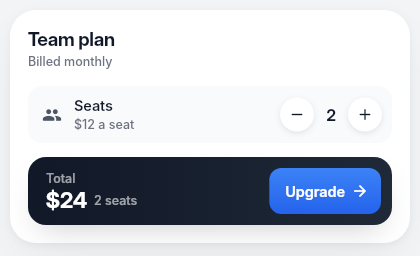 Team plan
Billed monthly
Seats
$12 a seat
2
Total
$24 2 seats
Upgrade